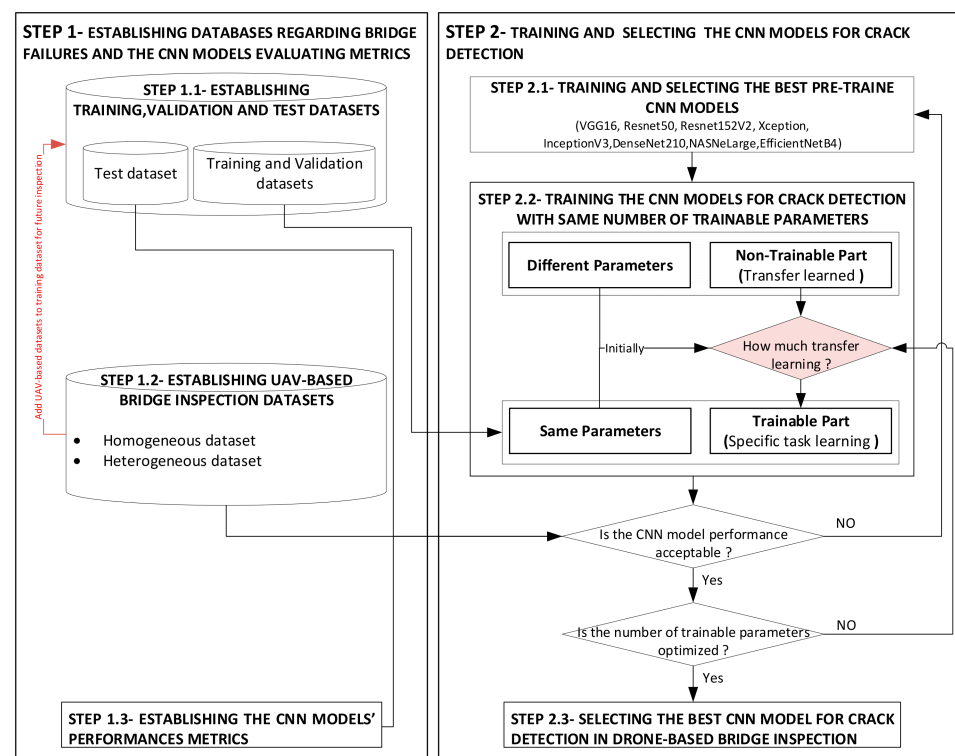 STEP 1- ESTABLISHING DATABASES REGARDING BRIDGE
FAILURES AND THE CNN MODELS EVALUATING METRICS
STEP 1.1- ESTABLISHING
TRAINING,VALIDATION AND TEST DATASETS
Test dataset
Training and Validation
datasets
Add UAV-based datasets to training dataset for future inspection
STEP 1.2- ESTABLISHING UAV-BASED
BRIDGE INSPECTION DATASETS
• Homogeneous dataset
• Heterogeneous dataset
STEP 1.3- ESTABLISHING THE CNN MODELS’
PERFORMANCES METRICS
STEP 2- TRAINING AND SELECTING THE CNN MODELS FOR CRACK
DETECTION
STEP 2.1- TRAINING AND SELECTING THE BEST PRE-TRAINE
CNN MODELS
(VGG16, Resnet50, Resnet152V2, Xception,
InceptionV3,DenseNet210,NASNeLarge,EfficientNetB4)
STEP 2.2- TRAINING THE CNN MODELS FOR CRACK DETECTION
WITH SAME NUMBER OF TRAINABLE PARAMETERS
Different Parameters
Non-Trainable Part
(Transfer learned )
Initially
How much transfer
learning ?
Same Parameters
Trainable Part
(Specific task learning )
Is the CNN model performance
acceptable ?
NO
Yes
Is the number of trainable parameters
optimized ?
NO
Yes
STEP 2.3- SELECTING THE BEST CNN MODEL FOR CRACK
DETECTION IN DRONE-BASED BRIDGE INSPECTION